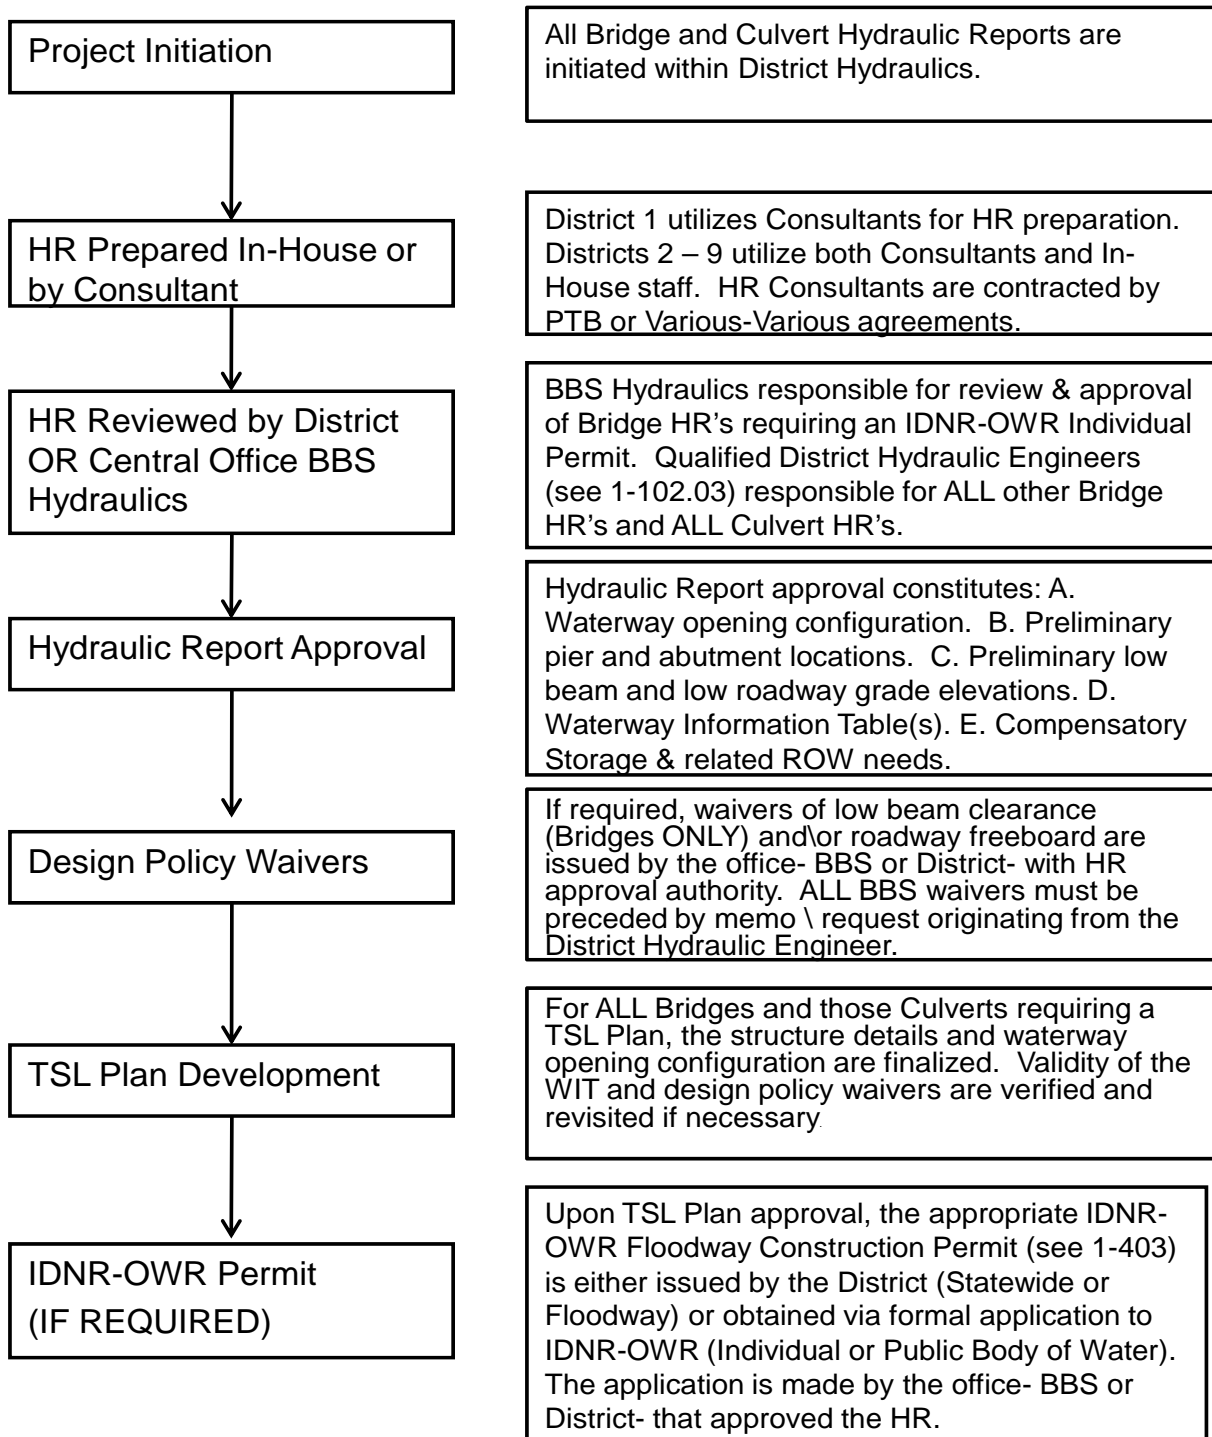 Project Initiation
All Bridge and Culvert Hydraulic Reports are
initiated within District Hydraulics.
HR Prepared In-House or
by Consultant
District 1 utilizes Consultants for HR preparation.
Districts 2 – 9 utilize both Consultants and In-
House staff.  HR Consultants are contracted by
PTB or Various-Various agreements.
HR Reviewed by District
OR Central Office BBS
Hydraulics
BBS Hydraulics responsible for review & approval
of Bridge HR's requiring an IDNR-OWR Individual
Permit.  Qualified District Hydraulic Engineers
(see 1-102.03) responsible for ALL other Bridge
HR's and ALL Culvert HR's.
Hydraulic Report Approval
Hydraulic Report approval constitutes: A.
Waterway opening configuration.  B. Preliminary
pier and abutment locations.  C. Preliminary low
beam and low roadway grade elevations. D.
Waterway Information Table(s). E. Compensatory
Storage & related ROW needs.
Design Policy Waivers
If required, waivers of low beam clearance
(Bridges ONLY) and\or roadway freeboard are
issued by the office- BBS or District- with HR
approval authority.  ALL BBS waivers must be
preceded by memo \ request originating from the
District Hydraulic Engineer.
TSL Plan Development
For ALL Bridges and those Culverts requiring a
TSL Plan, the structure details and waterway
opening configuration are finalized.  Validity of the
WIT and design policy waivers are verified and
revisited if necessary.
IDNR-OWR Permit
(IF REQUIRED)
Upon TSL Plan approval, the appropriate IDNR-
OWR Floodway Construction Permit (see 1-403)
is either issued by the District (Statewide or
Floodway) or obtained via formal application to
IDNR-OWR (Individual or Public Body of Water).
The application is made by the office- BBS or
District- that approved the HR.